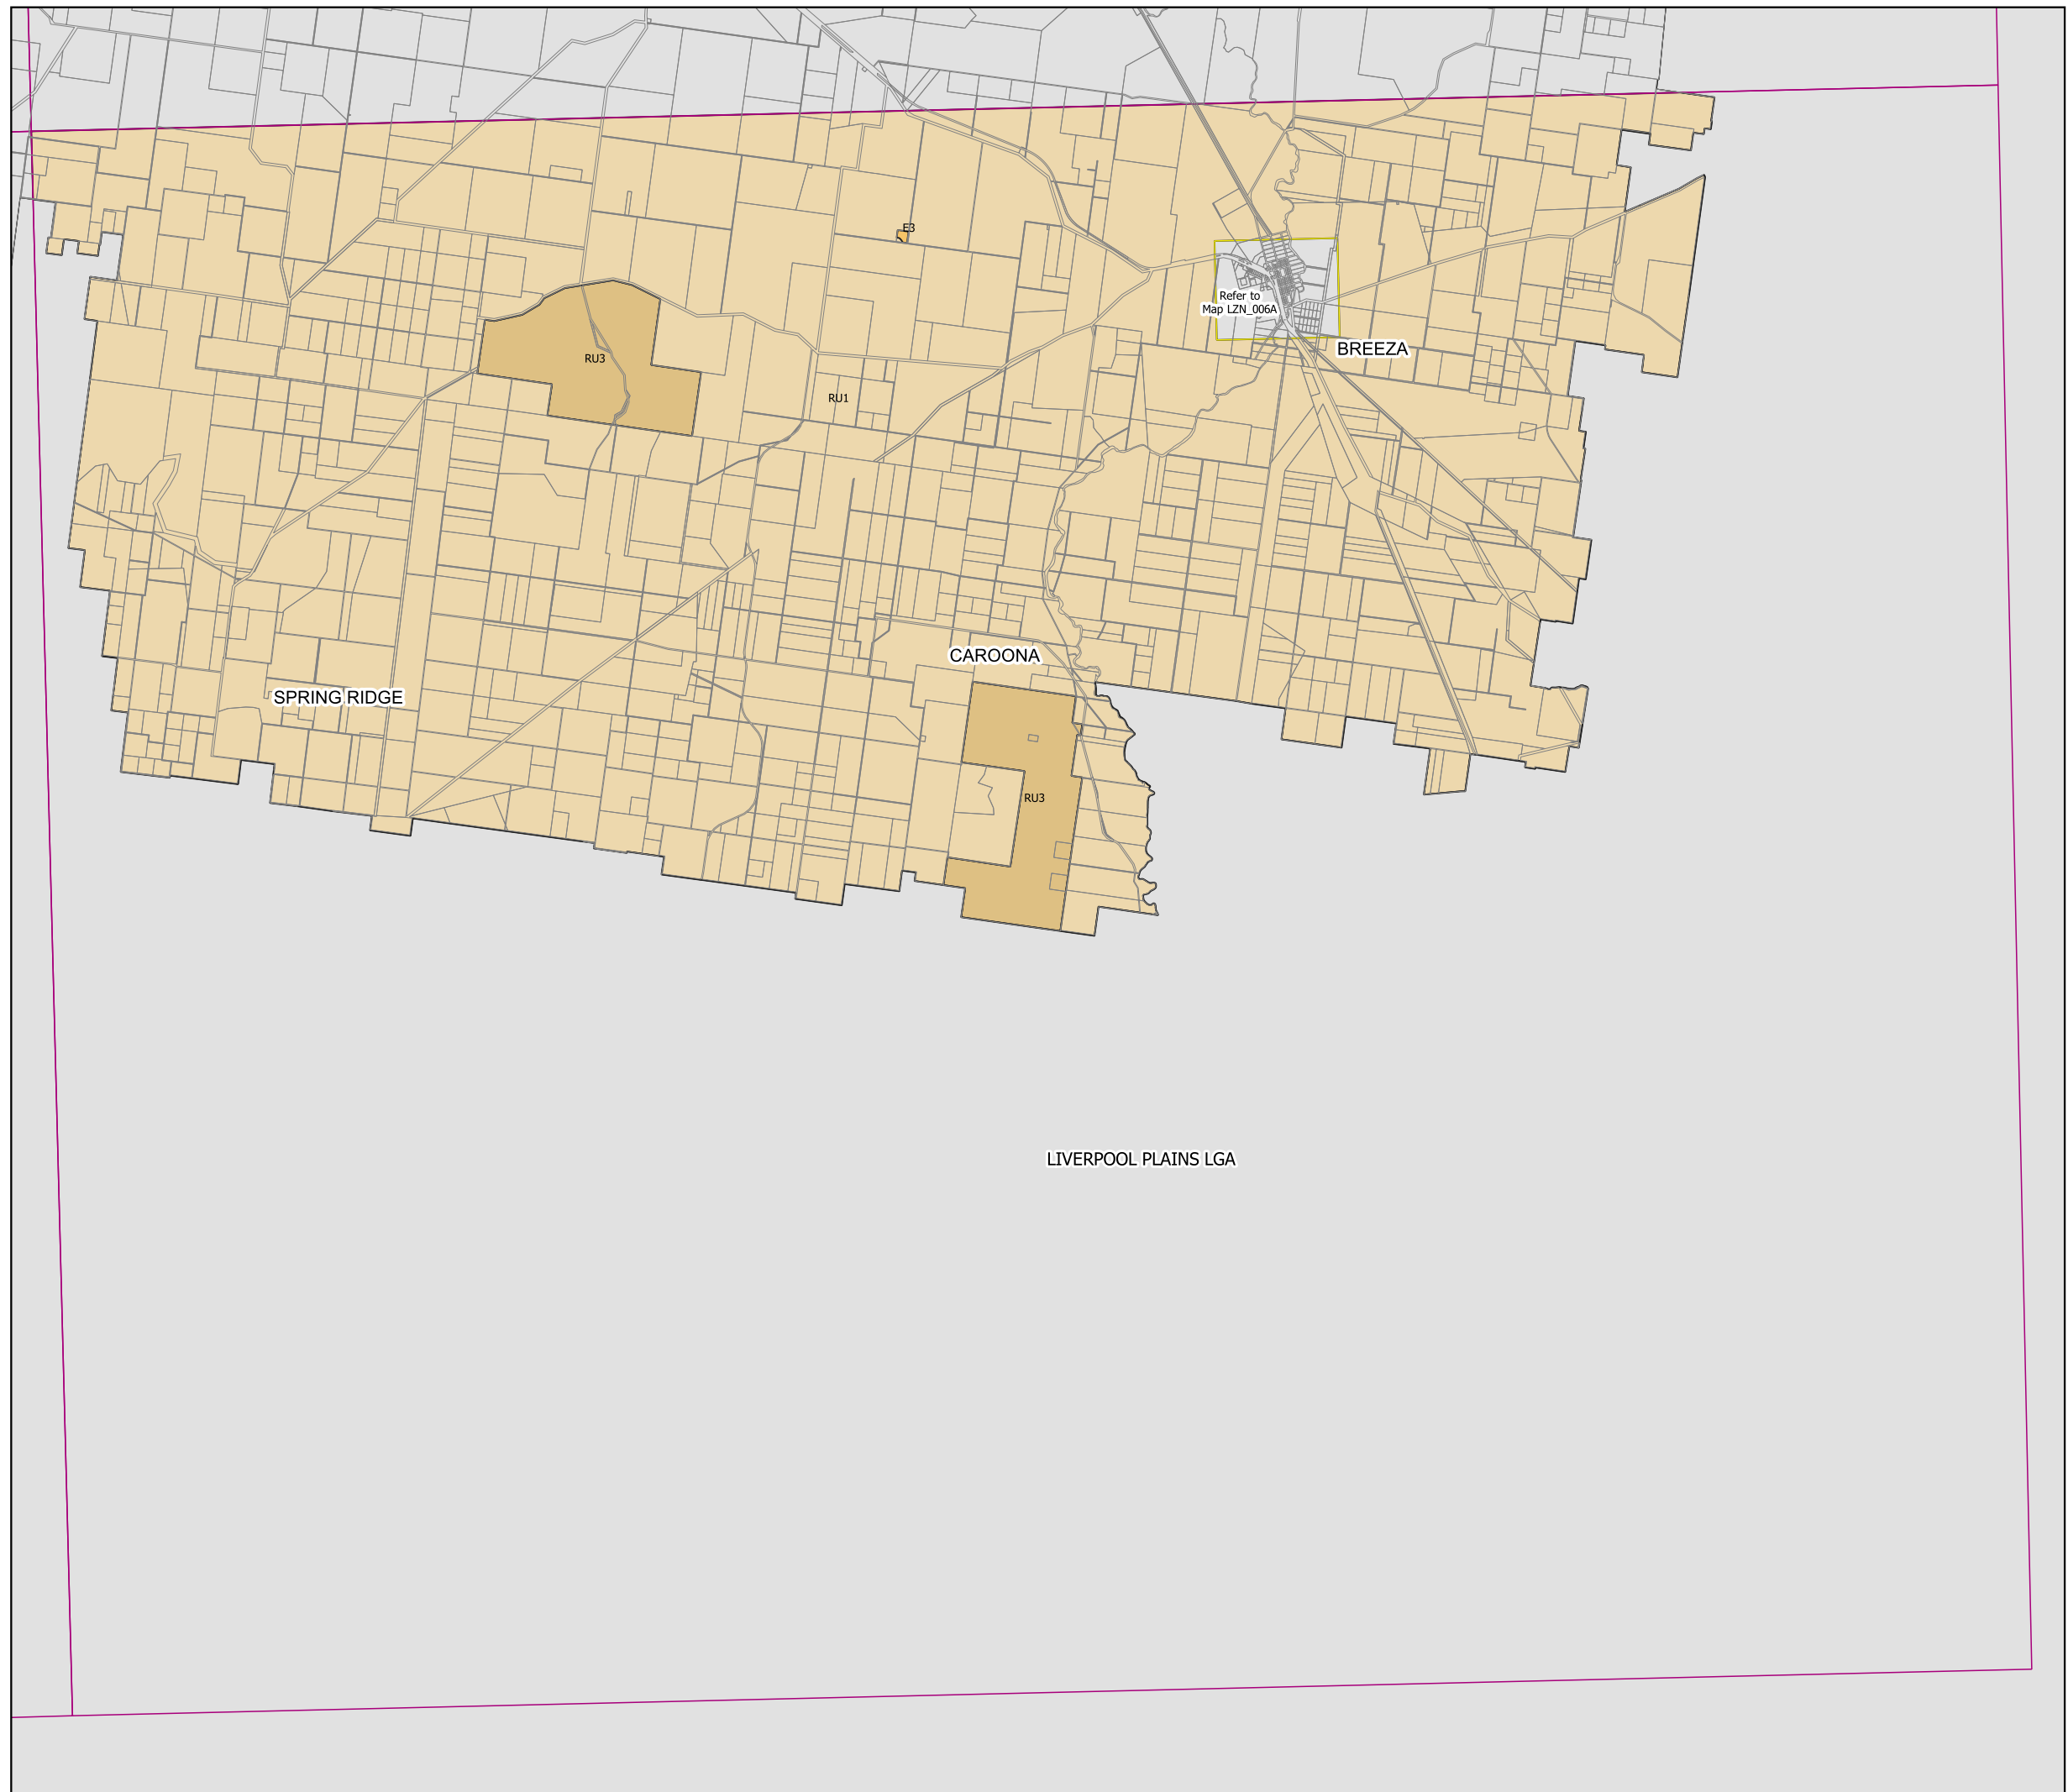 E3
Refer to
Map LZN_006A
BREEZA
RU3
RU1
CAROONA
SPRING RIDGE
RU3
LIVERPOOL PLAINS LGA